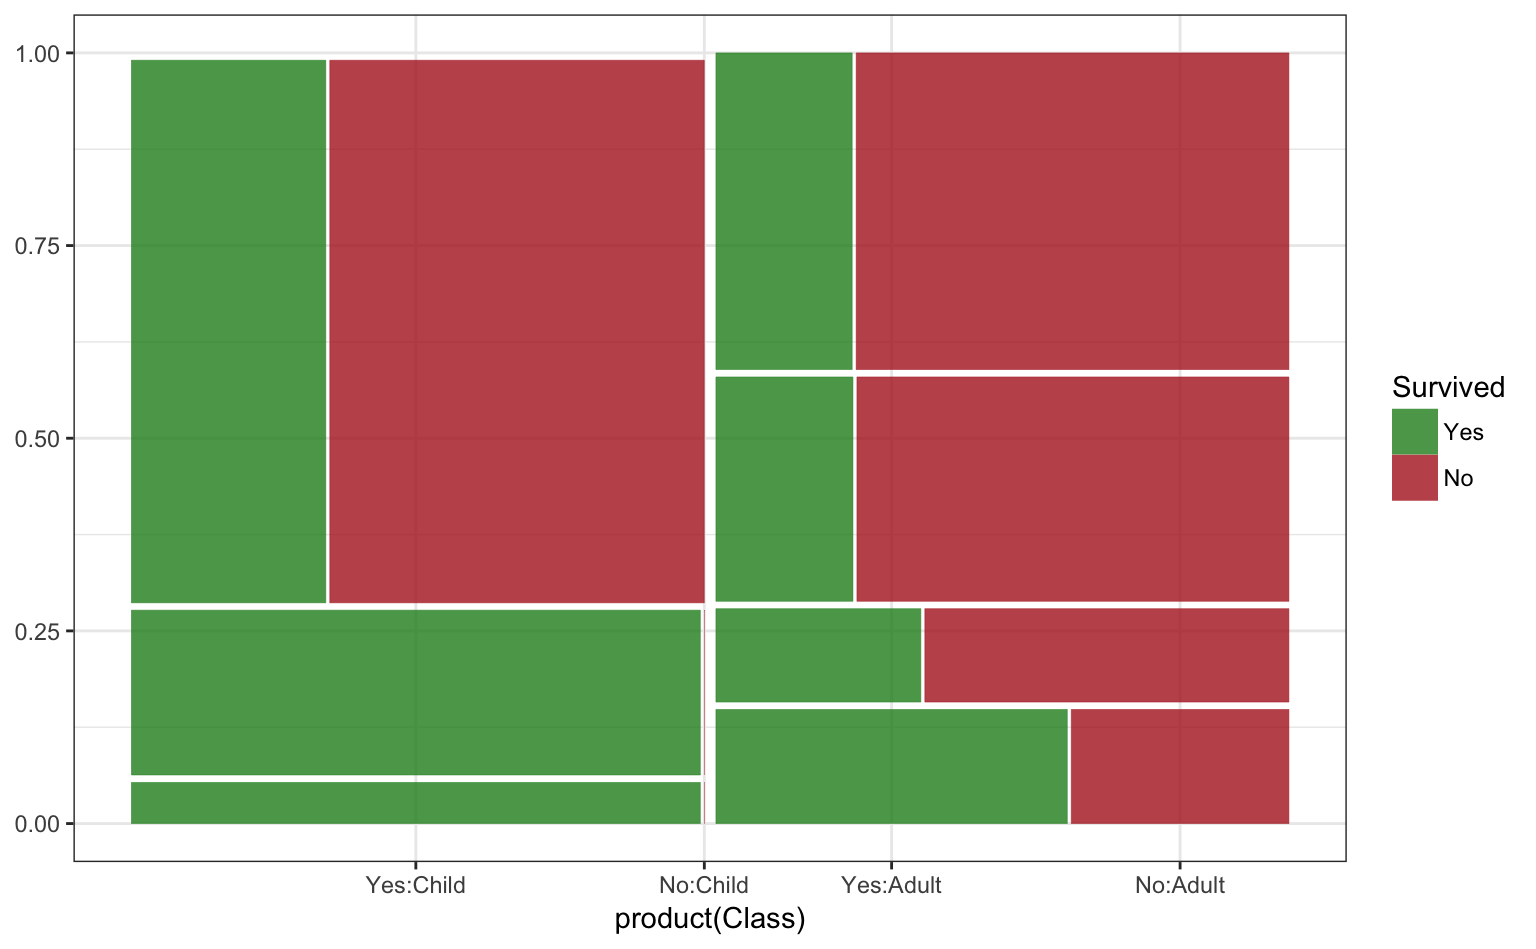 1.00
0.75
0.50
0.25
0.00
Yes:Child No:Child Yes:Adult No:Adult
product(Class)
Survived
Yes
No